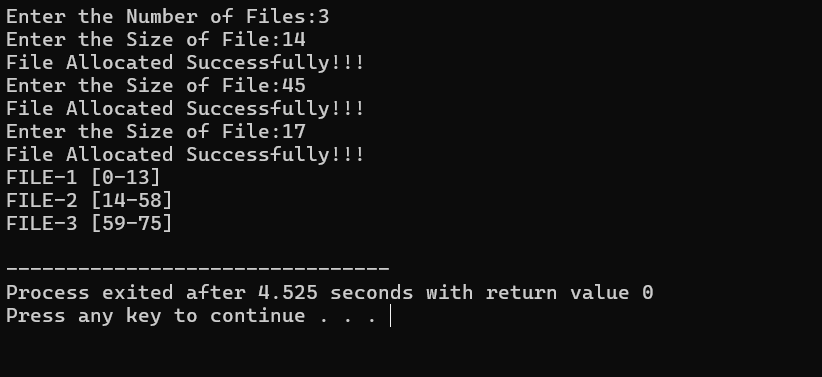 Enter the Number of Files:3
Enter the Size of File:14
File Allocated Successfully!!!
Enter the Size of File:45
File Allocated Successfully!!!
Enter the Size of File:17
File Allocated Successfully!!!
FILE-1 [0-13]
FILE-2 [14-58]
FILE-3 [59-75]
--------------------------------
Process exited after 4.525 seconds with return value 0
Press any key to continue . . .